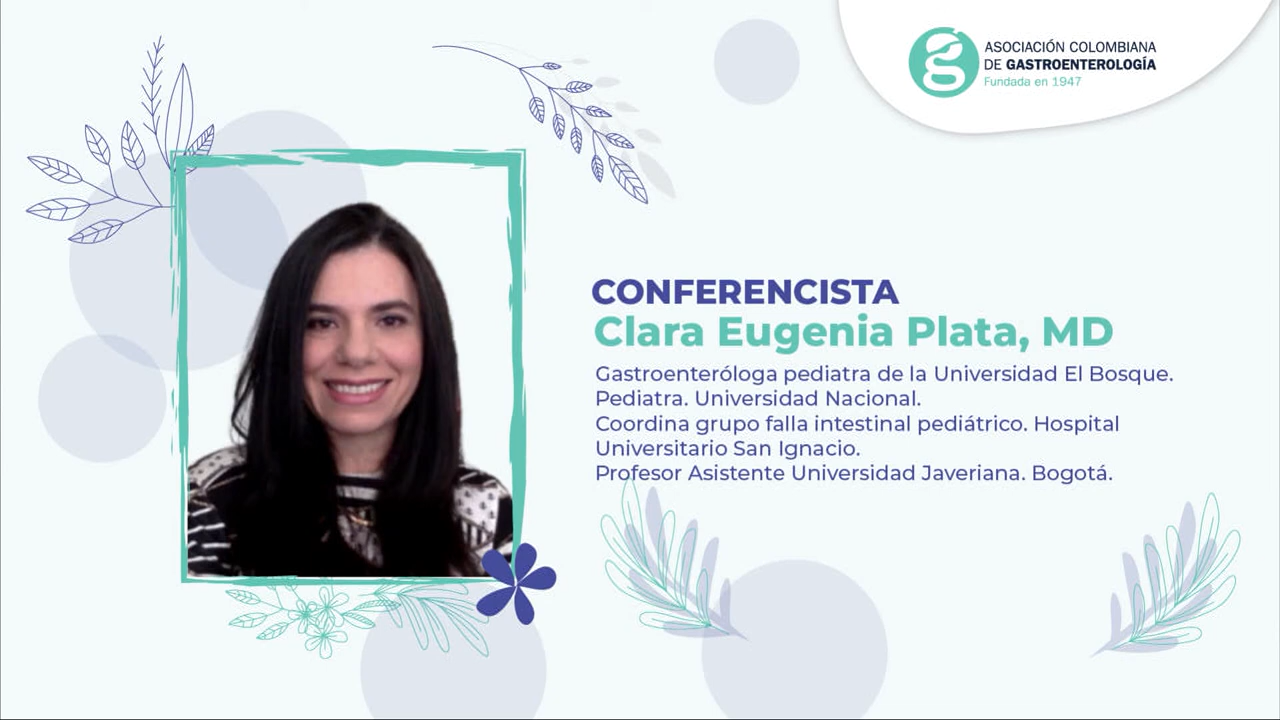 ASOCIACIÓN COLOMBIANA
DE GASTROENTEROLOGÍA
Fundada en 1947
CONFERENCISTA
Clara Eugenia Plata, MD
Gastroenteróloga pediatra de la Universidad El Bosque.
Pediatra. Universidad Nacional.
Coordina grupo falla intestinal pediátrico. Hospital
Universitario San Ignacio.
Profesor Asistente Universidad Javeriana. Bogotá.